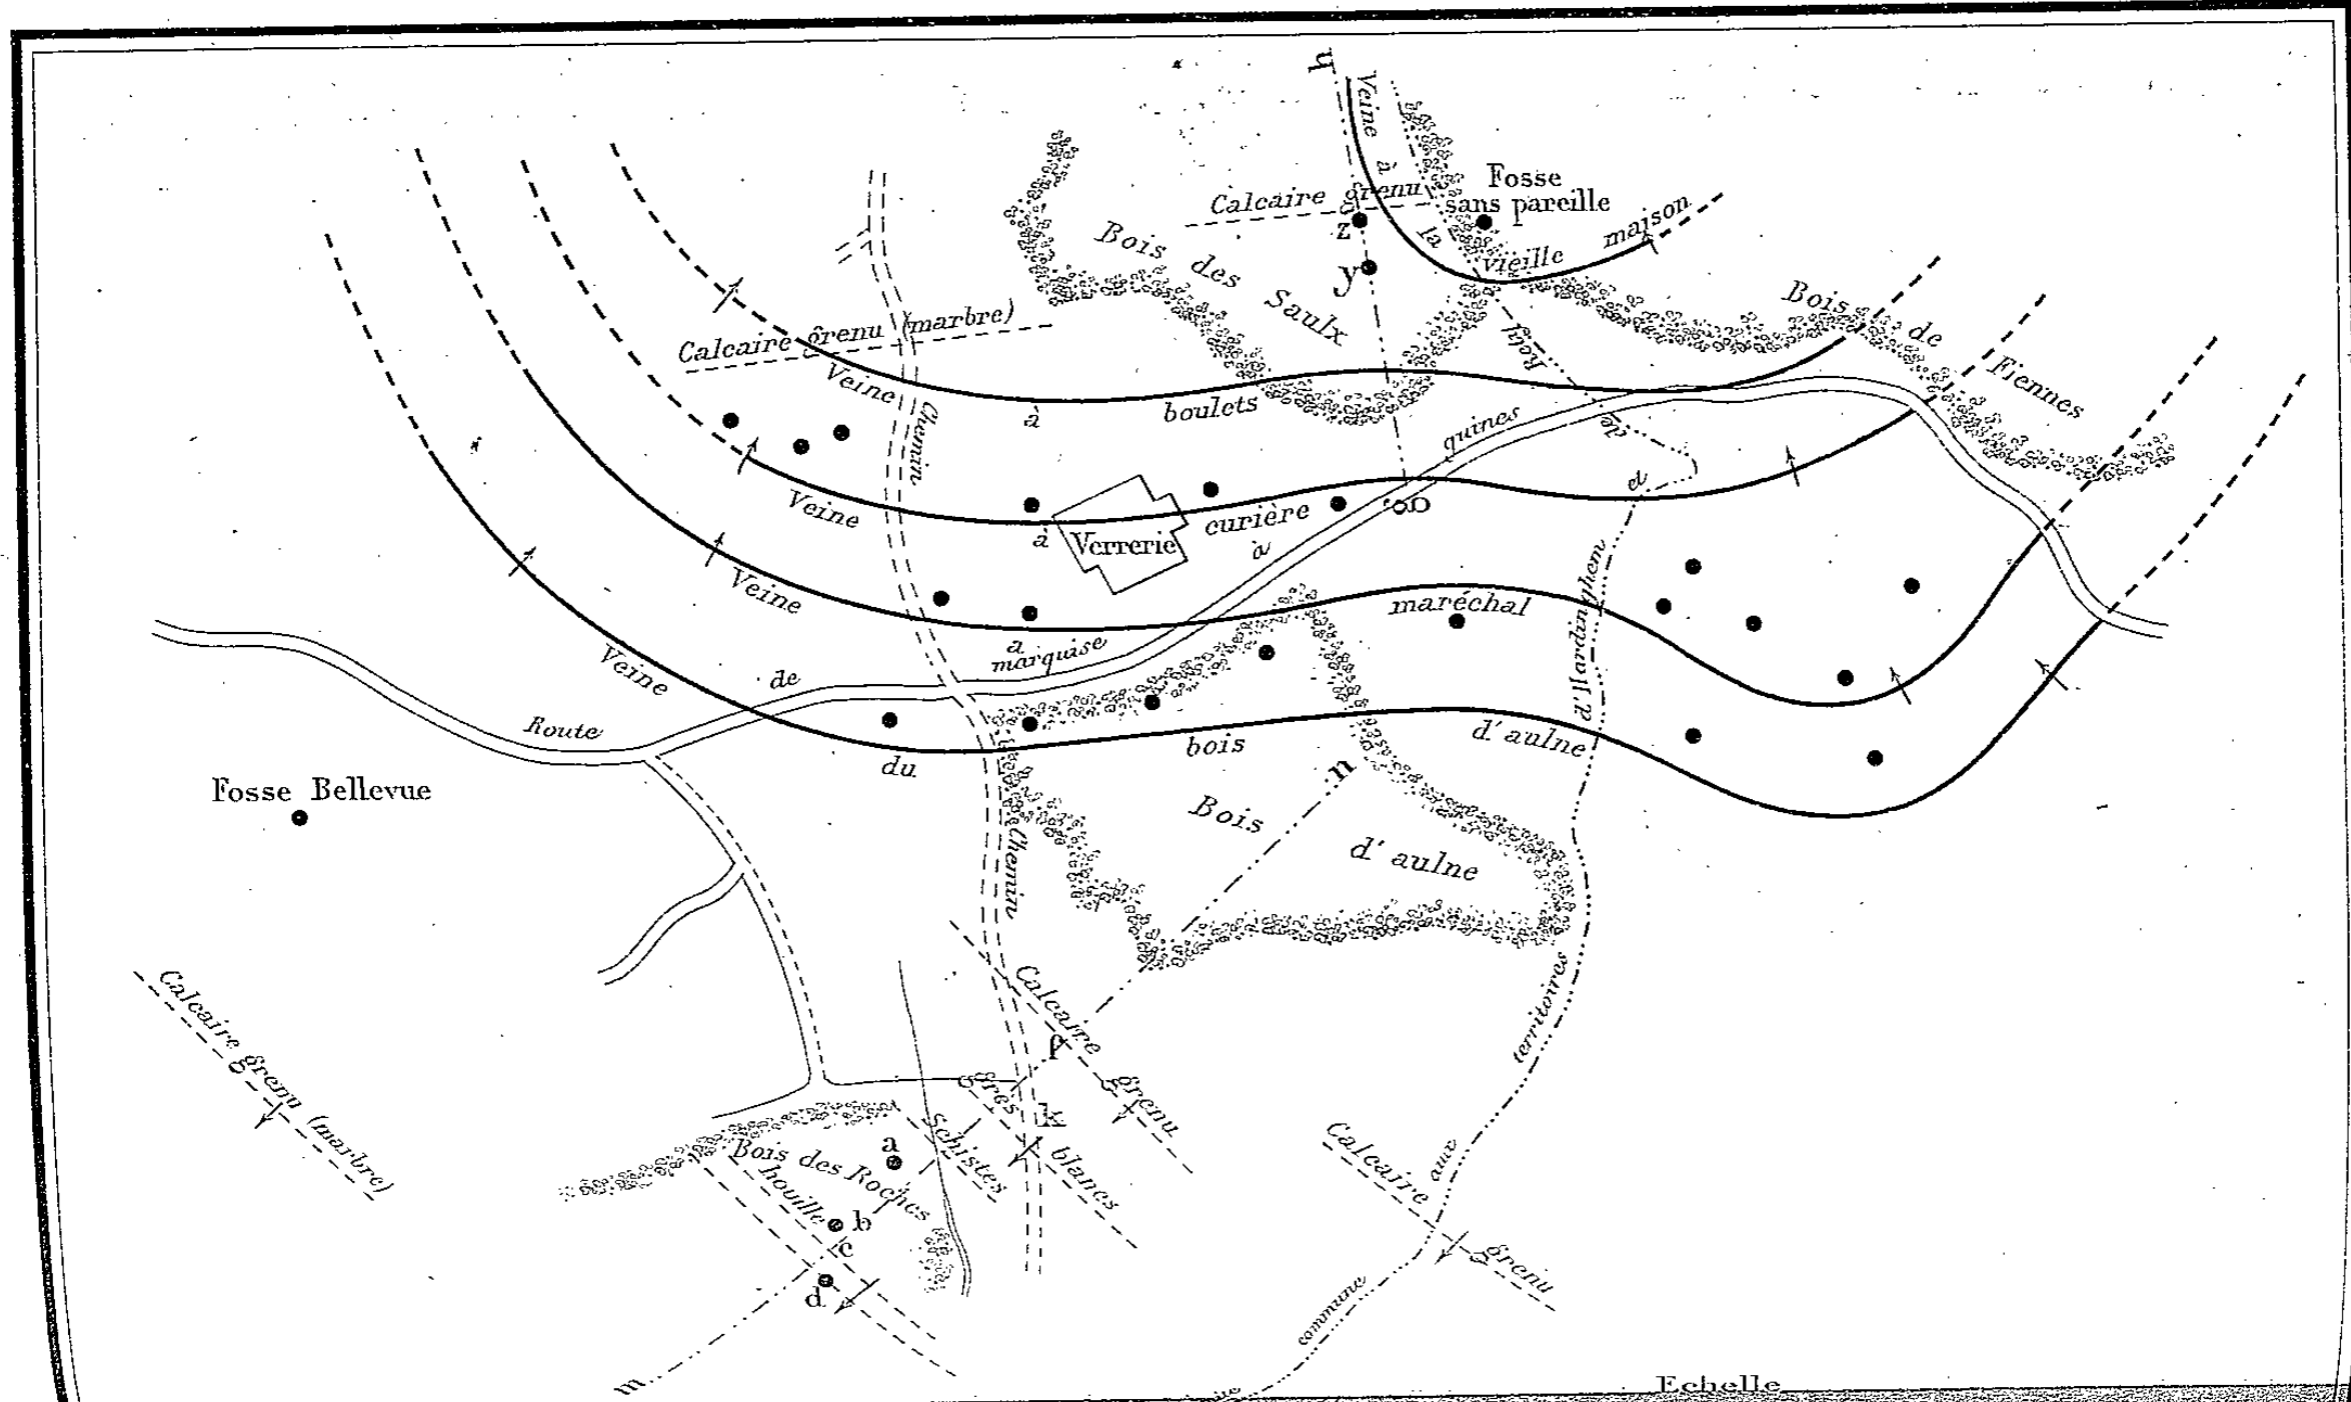 h
Veine à la vieille maison
Fosse
sans pareille
Calcaire grenu
z
y
Bois des Saulx
Bois de Fiennes
Calcaire grenu (marbre)
Veine à boulets
Chemin
Réty
de
et
Veine à curière
Verrerie
g
Veine à maréchal
Route de marquise à quines
d'Hardinghem
Veine du bois d'aulne
Fosse Bellevue
n
Bois d'aulne
Chemin
Calcaire grenu (marbre)
Calcaire grenu
f
territoires
grès blancs
k
Schistes
a
Bois des Roches
houille
b
c
d
Calcaire grenu
aux
commune
m
Echelle